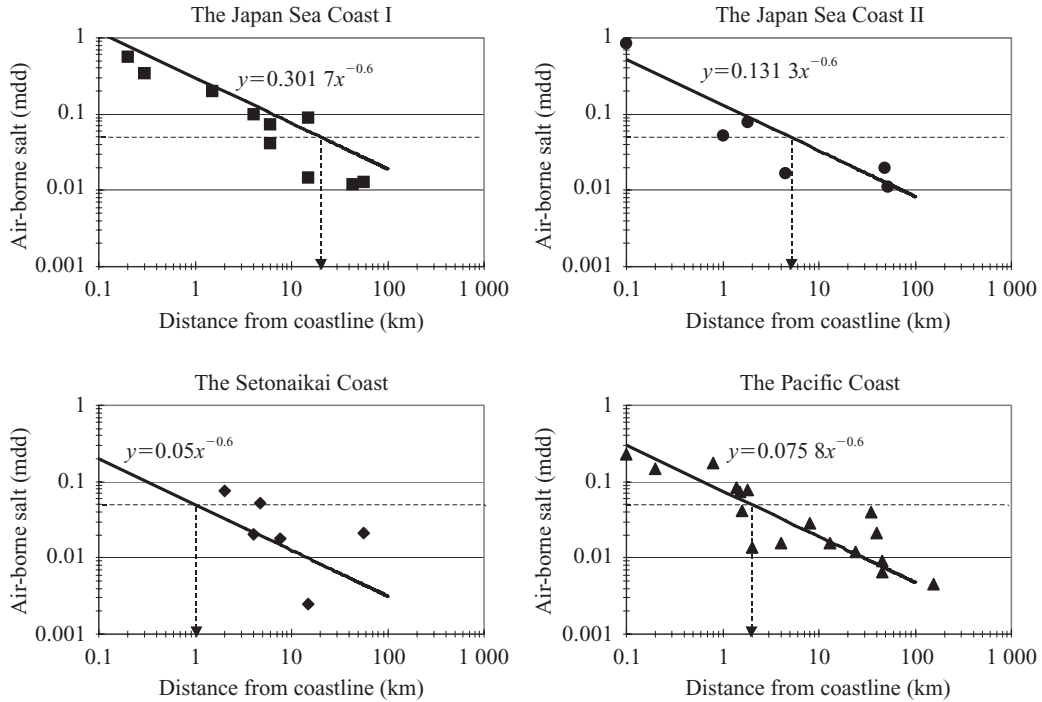 The Japan Sea Coast I
1
y=0.301 7x^−0.6
0.1
0.01
0.001
0.1 1 10 100 1 000
Air-borne salt (mdd)
Distance from coastline (km)
The Japan Sea Coast II
1
y=0.131 3x^−0.6
0.1
0.01
0.001
0.1 1 10 100 1 000
Air-borne salt (mdd)
Distance from coastline (km)
The Setonaikai Coast
1
y=0.05x^−0.6
0.1
0.01
0.001
0.1 1 10 100 1 000
Air-borne salt (mdd)
Distance from coastline (km)
The Pacific Coast
1
y=0.075 8x^−0.6
0.1
0.01
0.001
0.1 1 10 100 1 000
Air-borne salt (mdd)
Distance from coastline (km)